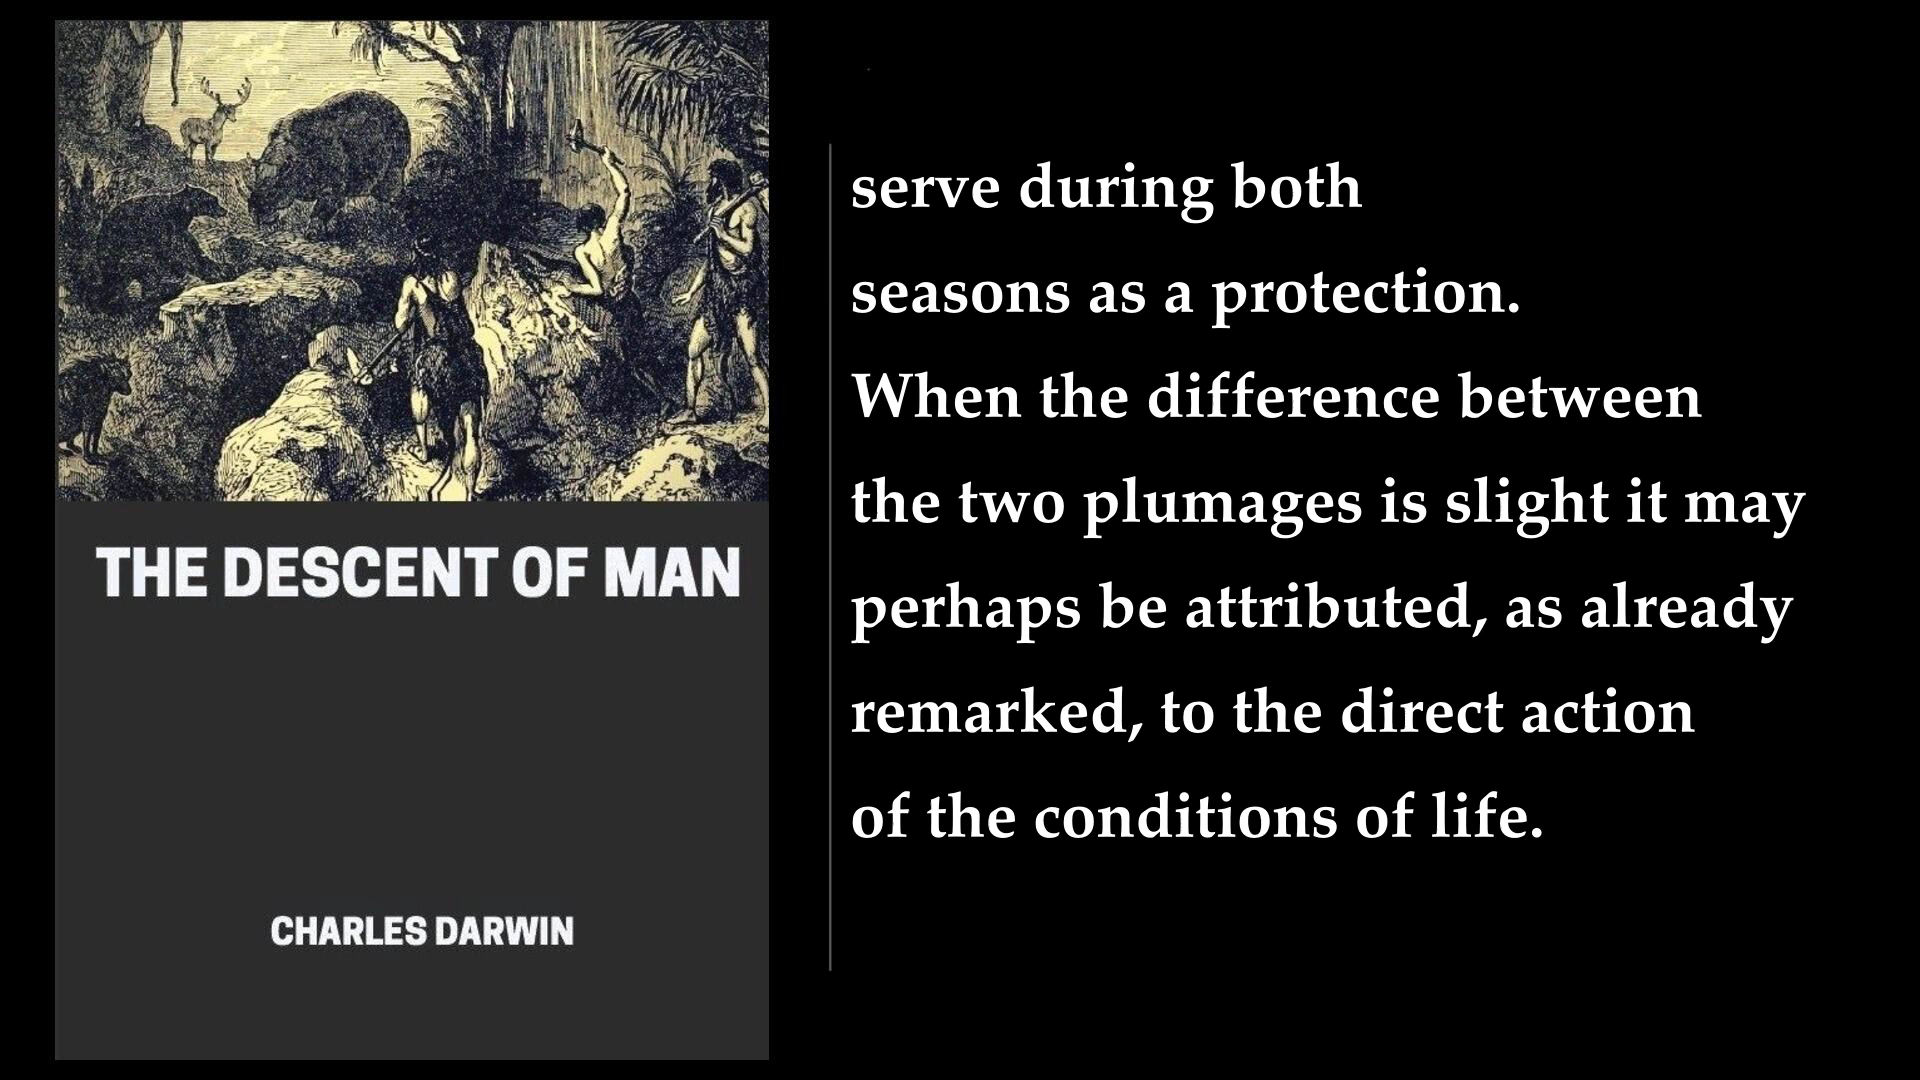 THE DESCENT OF MAN
CHARLES DARWIN
serve during both
seasons as a protection.
When the difference between
the two plumages is slight it may
perhaps be attributed, as already
remarked, to the direct action
of the conditions of life.